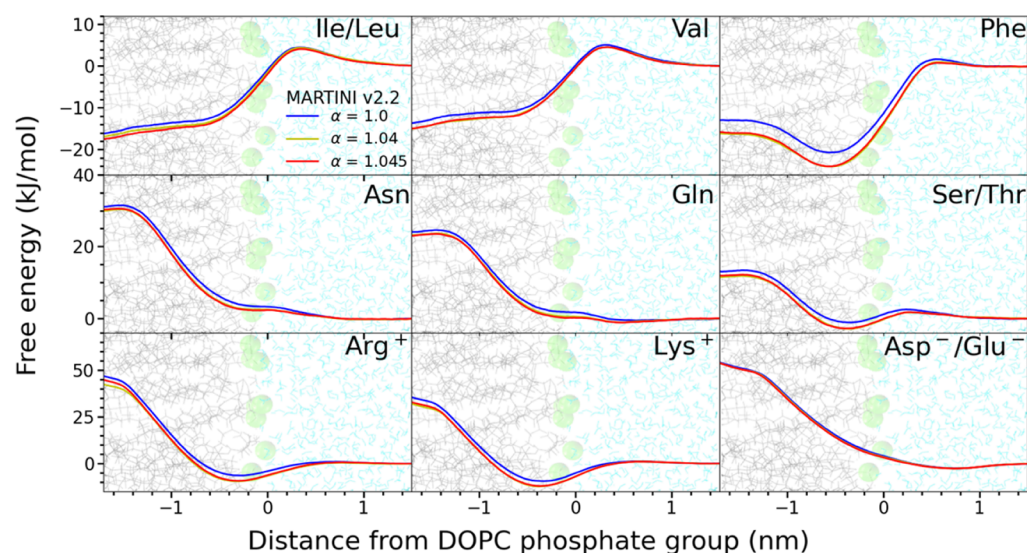 Free energy (kJ/mol)
12
0
−10
−20
Ile/Leu
MARTINI v2.2
α = 1.0
α = 1.04
α = 1.045
Val
Phe
40
20
0
Asn
Gln
Ser/Thr
50
25
0
Arg⁺
Lys⁺
Asp⁻/Glu⁻
−1 0 1 −1 0 1 −1 0 1
Distance from DOPC phosphate group (nm)